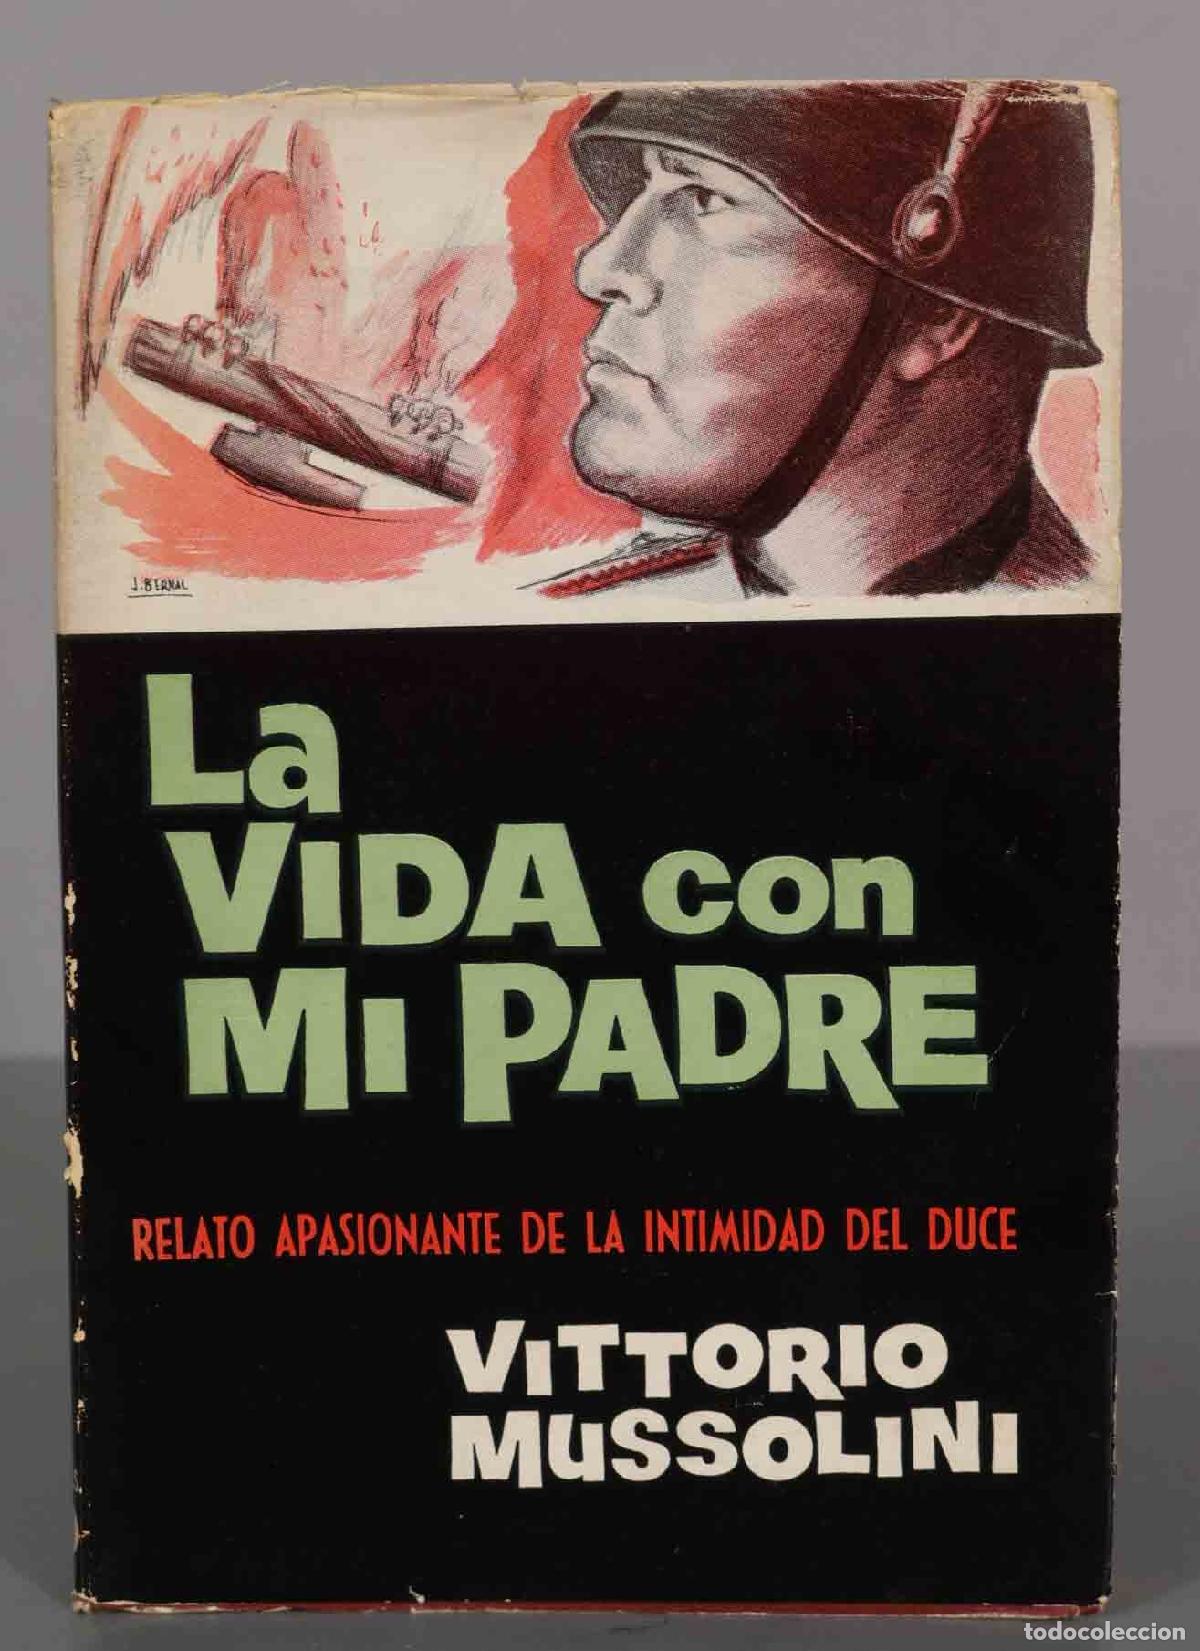 J. BERNAL
La
ViDA con
Mi PADRE
RELATO APASIONANTE DE LA INTIMIDAD DEL DUCE
ViTTORIO
MUSSOLINI
todocoleccion